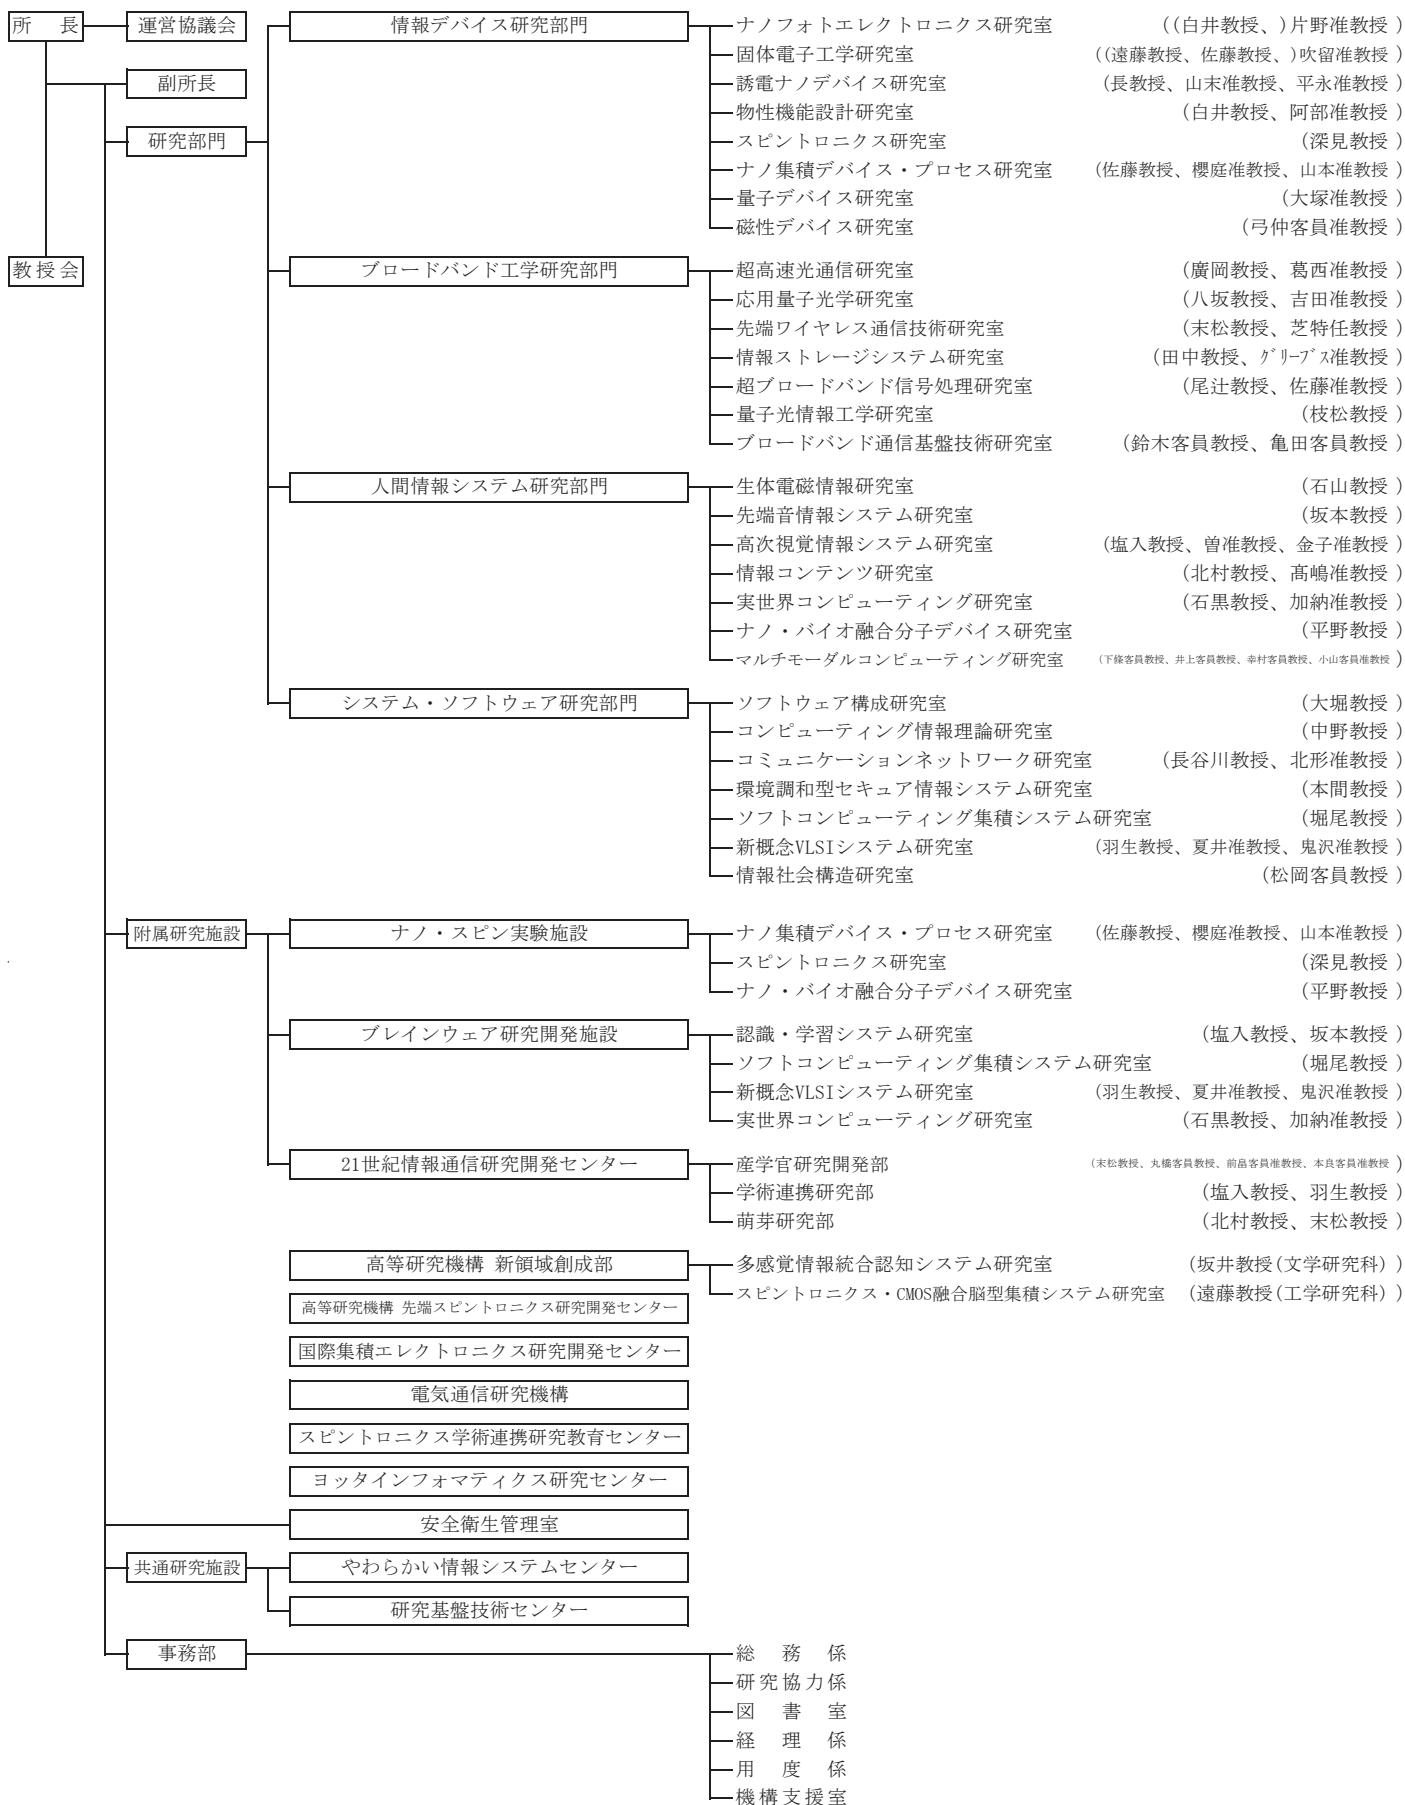 所　長
運営協議会
副所長
研究部門
教授会
情報デバイス研究部門
ナノフォトエレクトロニクス研究室 ((白井教授、)片野准教授 )
固体電子工学研究室 ((遠藤教授、佐藤教授、)吹留准教授 )
誘電ナノデバイス研究室 (長教授、山末准教授、平永准教授 )
物性機能設計研究室 (白井教授、阿部准教授 )
スピントロニクス研究室 (深見教授 )
ナノ集積デバイス・プロセス研究室 (佐藤教授、櫻庭准教授、山本准教授 )
量子デバイス研究室 (大塚准教授 )
磁性デバイス研究室 (弓仲客員准教授 )
ブロードバンド工学研究部門
超高速光通信研究室 (廣岡教授、葛西准教授 )
応用量子光学研究室 (八坂教授、吉田准教授 )
先端ワイヤレス通信技術研究室 (末松教授、芝特任教授 )
情報ストレージシステム研究室 (田中教授、ｸﾞﾘｰﾌﾞｽ准教授 )
超ブロードバンド信号処理研究室 (尾辻教授、佐藤准教授 )
量子光情報工学研究室 (枝松教授 )
ブロードバンド通信基盤技術研究室 (鈴木客員教授、亀田客員教授 )
人間情報システム研究部門
生体電磁情報研究室 (石山教授 )
先端音情報システム研究室 (坂本教授 )
高次視覚情報システム研究室 (塩入教授、曽准教授、金子准教授 )
情報コンテンツ研究室 (北村教授、髙嶋准教授 )
実世界コンピューティング研究室 (石黒教授、加納准教授 )
ナノ・バイオ融合分子デバイス研究室 (平野教授 )
マルチモーダルコンピューティング研究室 (下條客員教授、井上客員教授、幸村客員教授、小山客員准教授 )
システム・ソフトウェア研究部門
ソフトウェア構成研究室 (大堀教授 )
コンピューティング情報理論研究室 (中野教授 )
コミュニケーションネットワーク研究室 (長谷川教授、北形准教授 )
環境調和型セキュア情報システム研究室 (本間教授 )
ソフトコンピューティング集積システム研究室 (堀尾教授 )
新概念VLSIシステム研究室 (羽生教授、夏井准教授、鬼沢准教授 )
情報社会構造研究室 (松岡客員教授 )
附属研究施設
ナノ・スピン実験施設
ナノ集積デバイス・プロセス研究室 (佐藤教授、櫻庭准教授、山本准教授 )
スピントロニクス研究室 (深見教授 )
ナノ・バイオ融合分子デバイス研究室 (平野教授 )
ブレインウェア研究開発施設
認識・学習システム研究室 (塩入教授、坂本教授 )
ソフトコンピューティング集積システム研究室 (堀尾教授 )
新概念VLSIシステム研究室 (羽生教授、夏井准教授、鬼沢准教授 )
実世界コンピューティング研究室 (石黒教授、加納准教授 )
21世紀情報通信研究開発センター
産学官研究開発部 (末松教授、丸橋客員教授、前畠客員准教授、本良客員准教授 )
学術連携研究部 (塩入教授、羽生教授 )
萌芽研究部 (北村教授、末松教授 )
高等研究機構 新領域創成部
多感覚情報統合認知システム研究室 (坂井教授(文学研究科) )
スピントロニクス・CMOS融合脳型集積システム研究室 (遠藤教授(工学研究科) )
高等研究機構 先端スピントロニクス研究開発センター
国際集積エレクトロニクス研究開発センター
電気通信研究機構
スピントロニクス学術連携研究教育センター
ヨッタインフォマティクス研究センター
安全衛生管理室
共通研究施設
やわらかい情報システムセンター
研究基盤技術センター
事務部
総　務　係
研究協力係
図　書　室
経　理　係
用　度　係
機構支援室